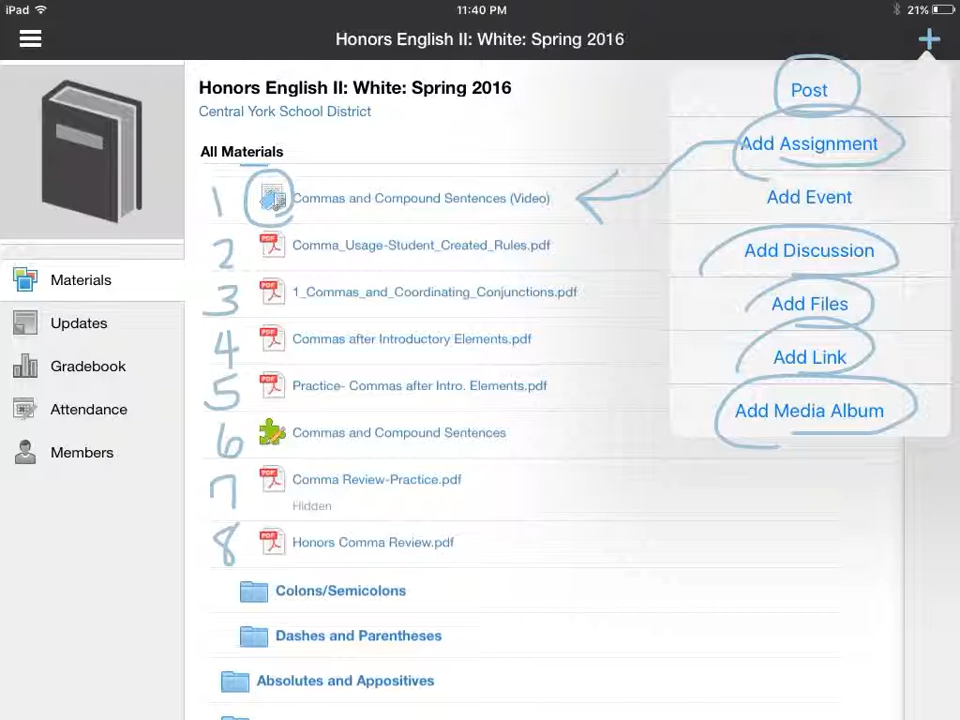 iPad 11:40 PM 21%
Honors English II: White: Spring 2016 +
Honors English II: White: Spring 2016
Central York School District
All Materials
1 Commas and Compound Sentences (Video)
2 Comma_Usage-Student_Created_Rules.pdf
3 1_Commas_and_Coordinating_Conjunctions.pdf
4 Commas after Introductory Elements.pdf
5 Practice- Commas after Intro. Elements.pdf
6 Commas and Compound Sentences
7 Comma Review-Practice.pdf
Hidden
8 Honors Comma Review.pdf
Colons/Semicolons
Dashes and Parentheses
Absolutes and Appositives
Materials
Updates
Gradebook
Attendance
Members
Post
Add Assignment
Add Event
Add Discussion
Add Files
Add Link
Add Media Album